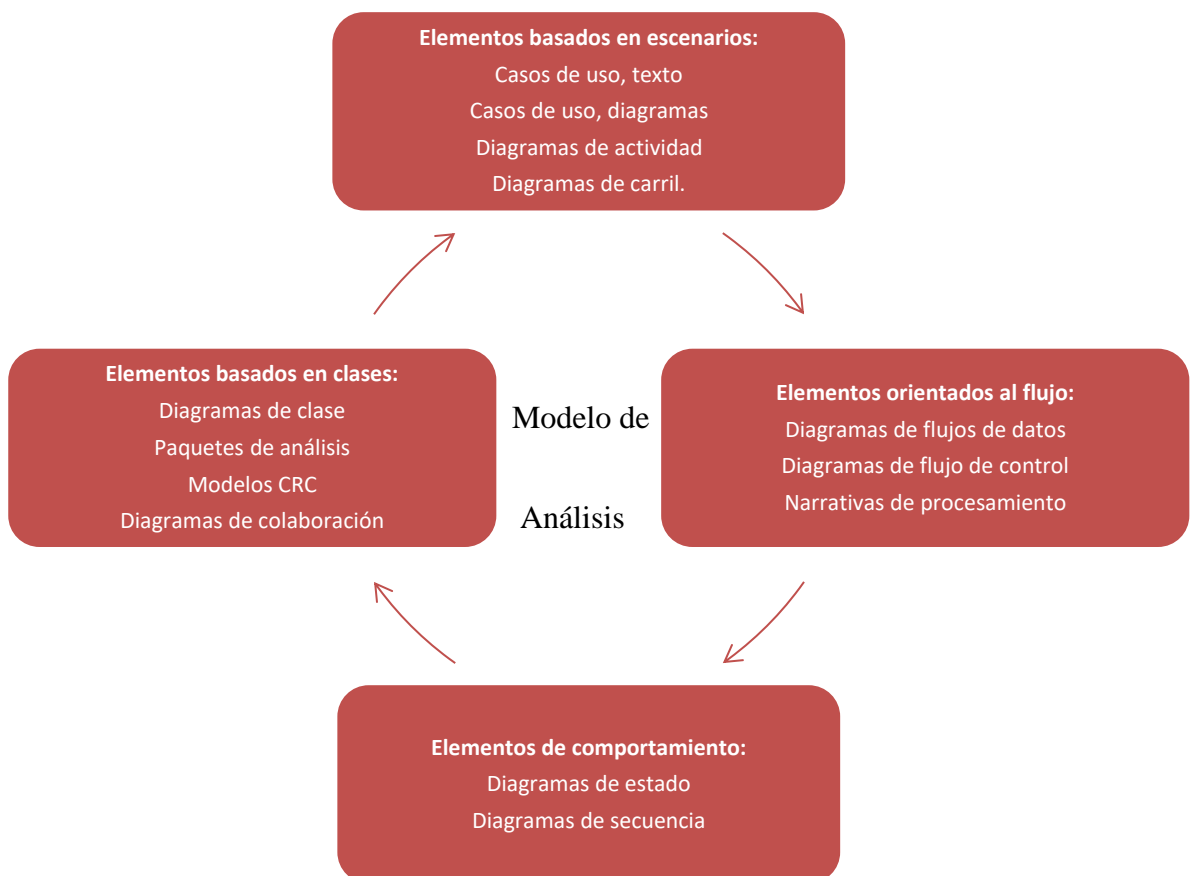 Elementos basados en escenarios:
Casos de uso, texto
Casos de uso, diagramas
Diagramas de actividad
Diagramas de carril.
Elementos basados en clases:
Diagramas de clase
Paquetes de análisis
Modelos CRC
Diagramas de colaboración
Modelo de
Análisis
Elementos orientados al flujo:
Diagramas de flujos de datos
Diagramas de flujo de control
Narrativas de procesamiento
Elementos de comportamiento:
Diagramas de estado
Diagramas de secuencia